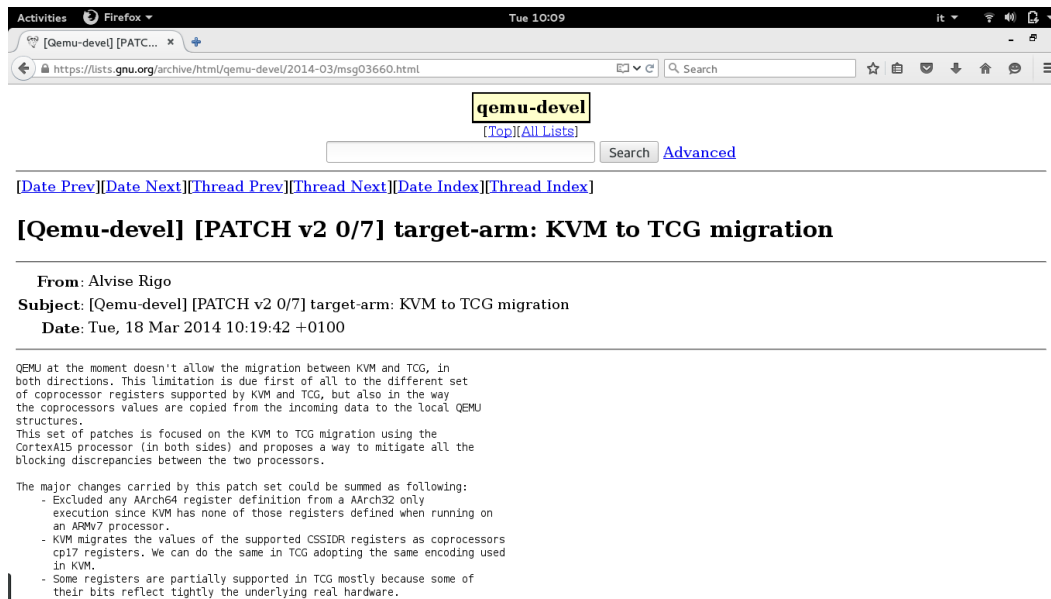 Activities Firefox Tue 10:09 it
[Qemu-devel] [PATC...
https://lists.gnu.org/archive/html/qemu-devel/2014-03/msg03660.html Search
qemu-devel
[Top][All Lists]
Search Advanced
[Date Prev][Date Next][Thread Prev][Thread Next][Date Index][Thread Index]
[Qemu-devel] [PATCH v2 0/7] target-arm: KVM to TCG migration
From: Alvise Rigo
Subject: [Qemu-devel] [PATCH v2 0/7] target-arm: KVM to TCG migration
Date: Tue, 18 Mar 2014 10:19:42 +0100
QEMU at the moment doesn't allow the migration between KVM and TCG, in
both directions. This limitation is due first of all to the different set
of coprocessor registers supported by KVM and TCG, but also in the way
the coprocessors values are copied from the incoming data to the local QEMU
structures.
This set of patches is focused on the KVM to TCG migration using the
CortexA15 processor (in both sides) and proposes a way to mitigate all the
blocking discrepancies between the two processors.
The major changes carried by this patch set could be summed as following:
- Excluded any AArch64 register definition from a AArch32 only
execution since KVM has none of those registers defined when running on
an ARMv7 processor.
- KVM migrates the values of the supported CSSIDR registers as coprocessors
cp17 registers. We can do the same in TCG adopting the same encoding used
in KVM.
- Some registers are partially supported in TCG mostly because some of
their bits reflect tightly the underlying real hardware.